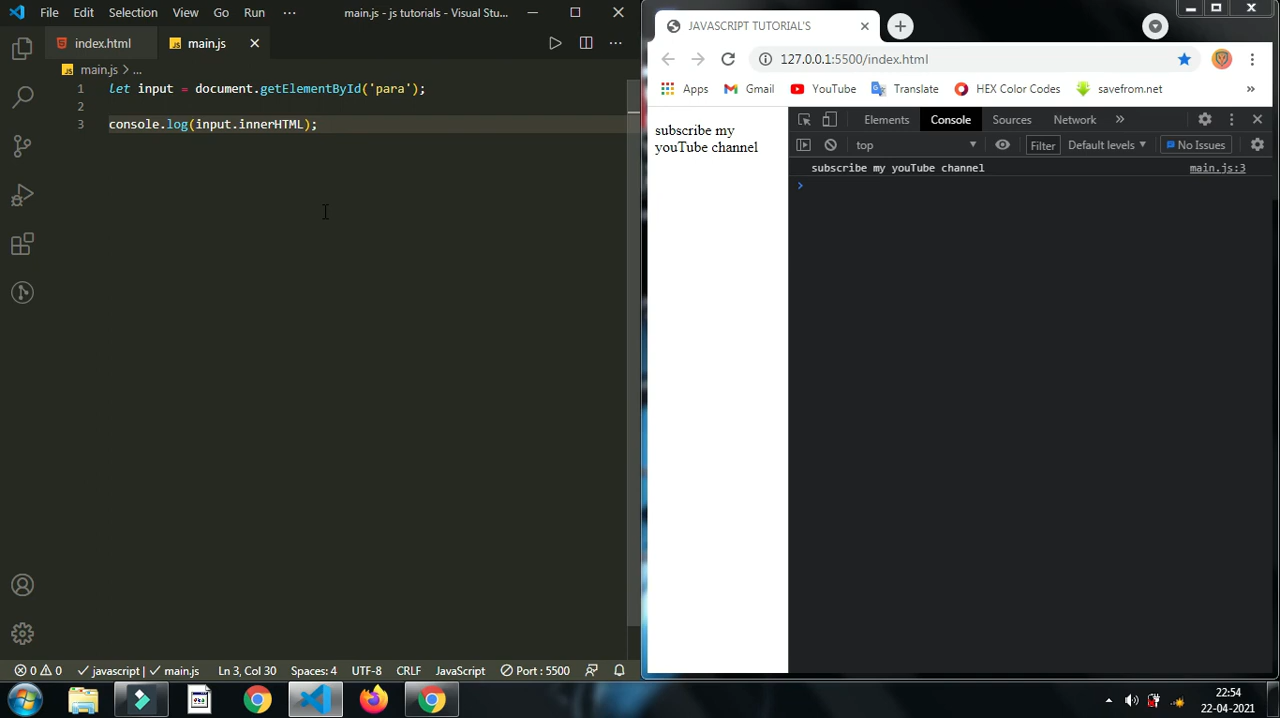 File Edit Selection View Go Run ··· main.js - js tutorials - Visual Stu...
index.html main.js
main.js > ...
1 let input = document.getElementById('para');
2
3 console.log(input.innerHTML);
0 0 javascript | main.js Ln 3, Col 30 Spaces: 4 UTF-8 CRLF JavaScript Port : 5500
JAVASCRIPT TUTORIAL'S
127.0.0.1:5500/index.html
Apps Gmail YouTube Translate HEX Color Codes savefrom.net »
Elements Console Sources Network »
top Filter Default levels No Issues
subscribe my youTube channel main.js:3
>
subscribe my
youTube channel
22:54
22-04-2021